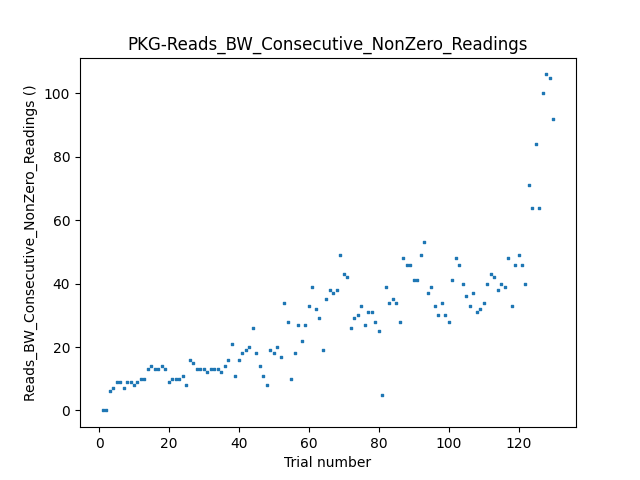 PKG-Reads_BW_Consecutive_NonZero_Readings
Reads_BW_Consecutive_NonZero_Readings ()
100
80
60
40
20
0
0 20 40 60 80 100 120
Trial number